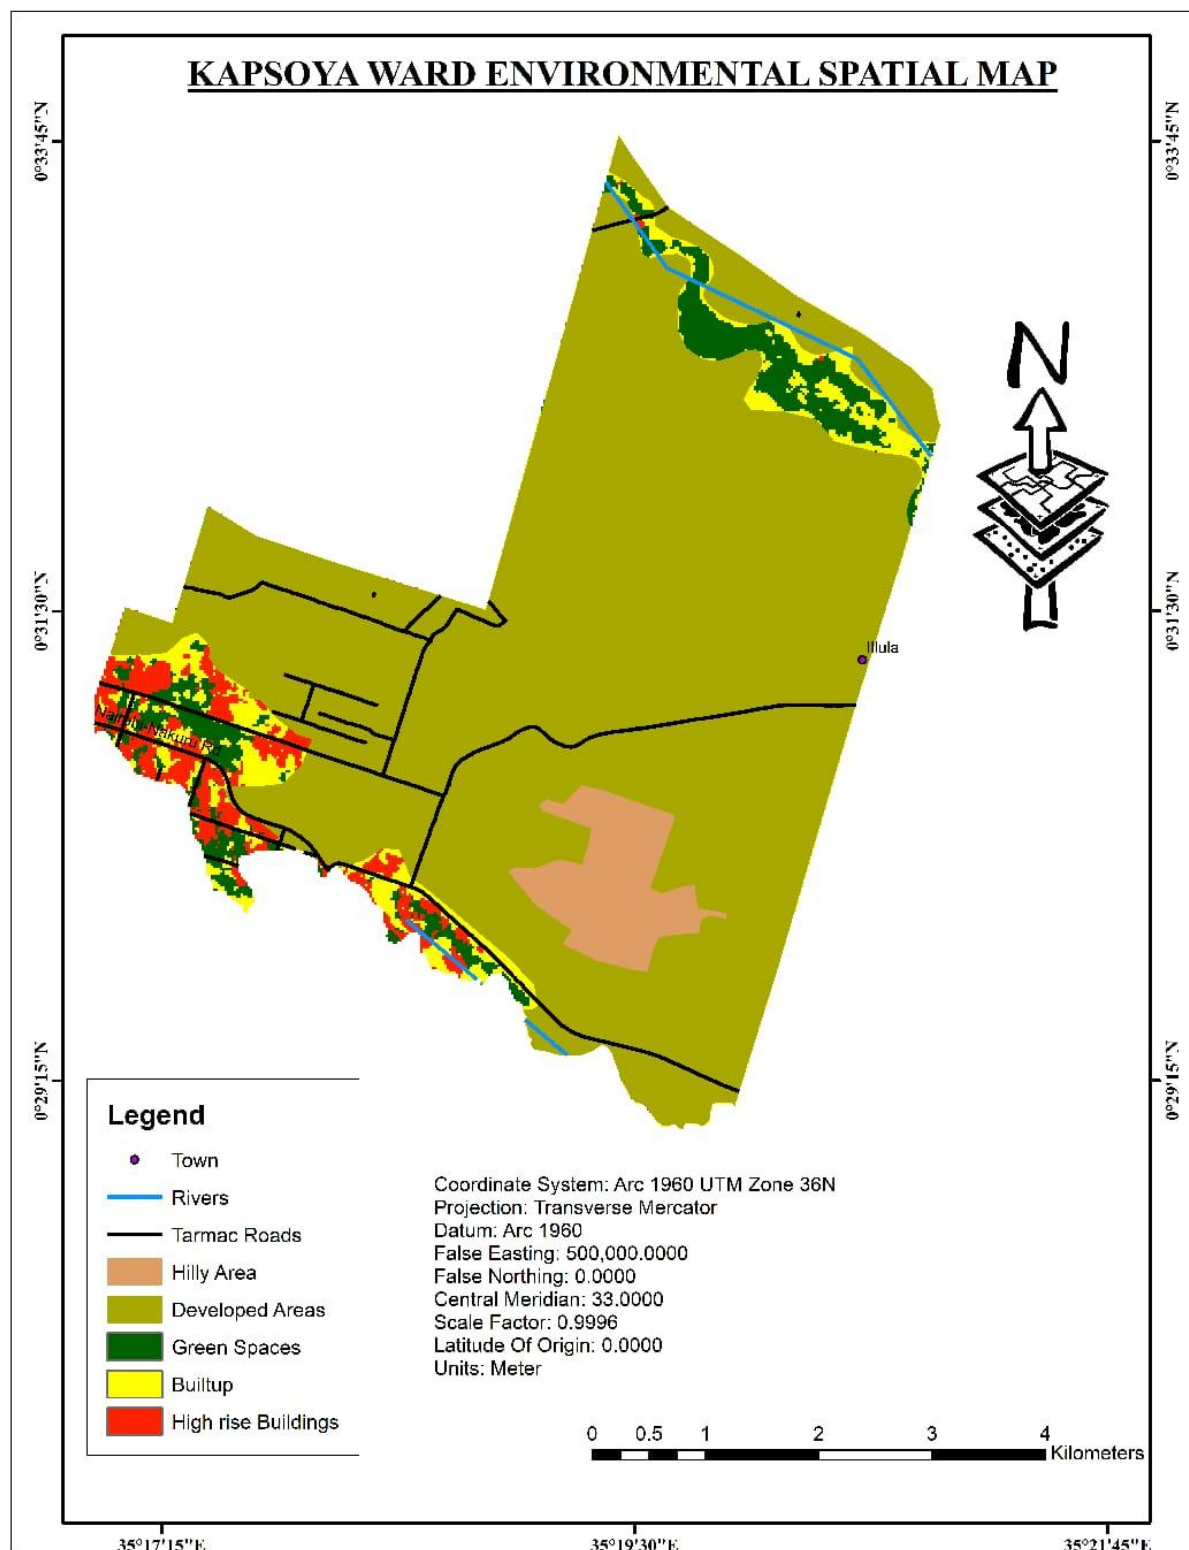 KAPSOYA WARD ENVIRONMENTAL SPATIAL MAP
0°33'45"N
0°33'45"N
N
0°31'30"N
0°31'30"N
Illula
Nairobi-Nakuru Rd
0°29'15"N
0°29'15"N
Legend
Town
Rivers
Tarmac Roads
Hilly Area
Developed Areas
Green Spaces
Builtup
High rise Buildings
Coordinate System: Arc 1960 UTM Zone 36N
Projection: Transverse Mercator
Datum: Arc 1960
False Easting: 500,000.0000
False Northing: 0.0000
Central Meridian: 33.0000
Scale Factor: 0.9996
Latitude Of Origin: 0.0000
Units: Meter
0 0.5 1 2 3 4
Kilometers
35°17'15"E 35°19'30"E 35°21'45"E